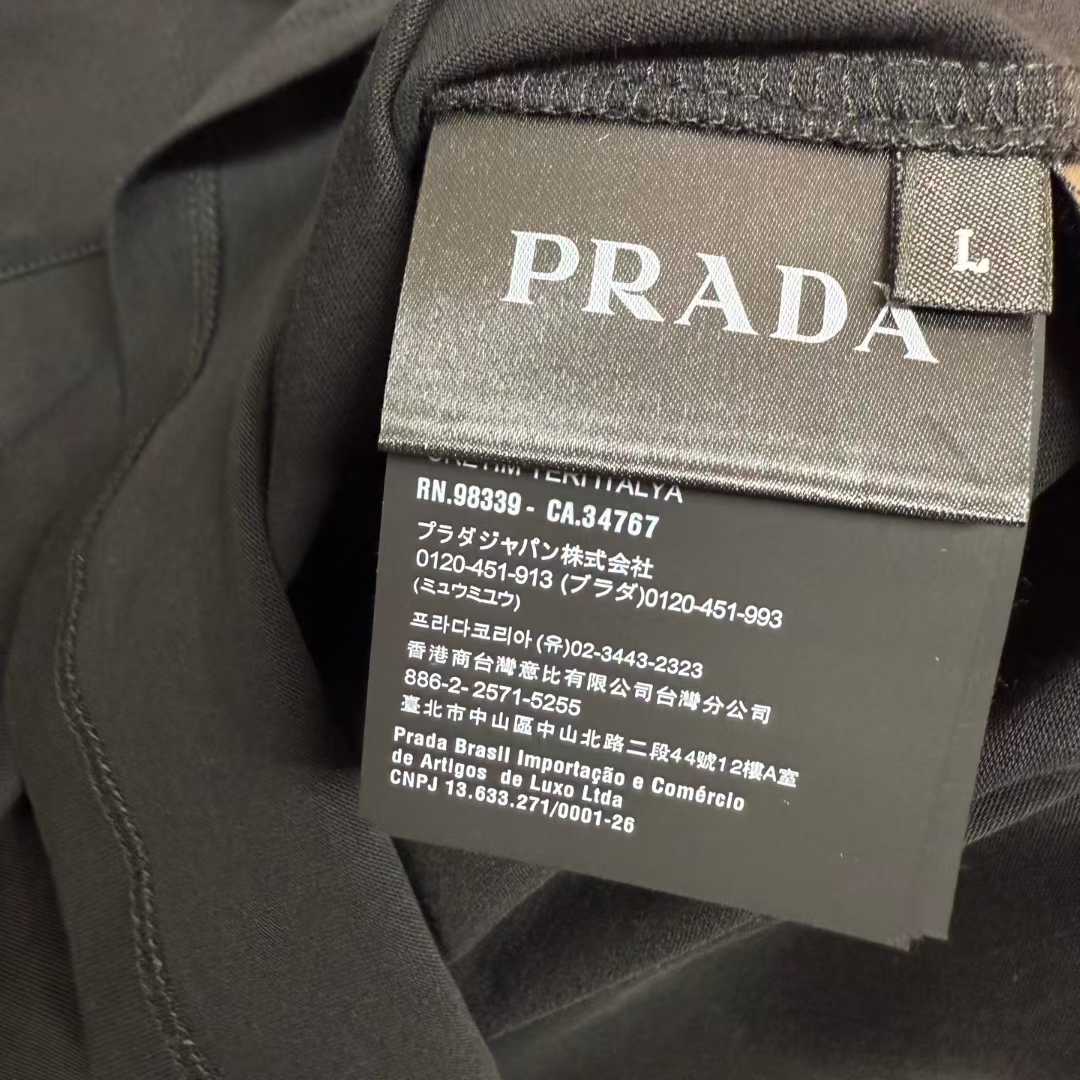 PRADA
L
ÜRETİM YERİ İTALYA
RN.98339 - CA.34767
プラダジャパン株式会社
0120-451-913 (プラダ)0120-451-993
(ミュウミュウ)
프라다코리아(유)02-3443-2323
香港商台灣意比有限公司台灣分公司
886-2- 2571-5255
臺北市中山區中山北路二段44號12樓A室
Prada Brasil Importação e Comércio
de Artigos de Luxo Ltda
CNPJ 13.633.271/0001-26